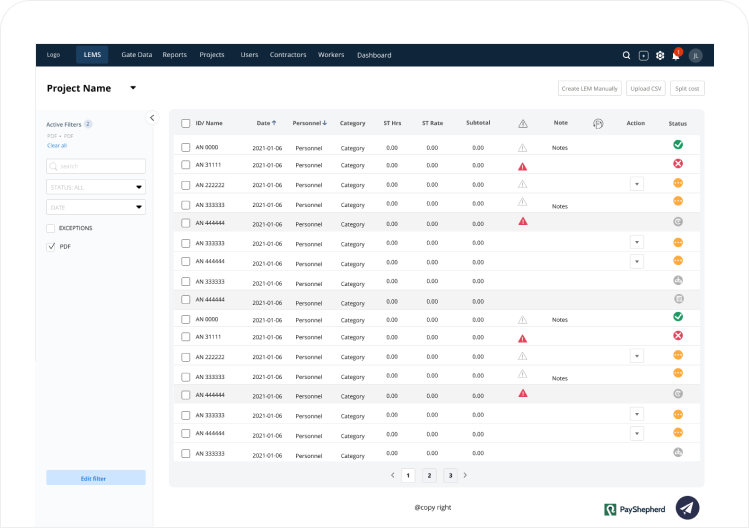 Logo LEMS Gate Data Reports Projects Users Contractors Workers Dashboard 1 JL
Project Name Create LEM Manually Upload CSV Split cost
Active Filters 2
PDF × PDF
Clear all
Search
STATUS: ALL
DATE
EXCEPTIONS
PDF
Edit filter
ID/ Name Date Personnel Category ST Hrs ST Rate Subtotal Note Action Status
AN 0000 2021-01-06 Personnel Category 0.00 0.00 0.00 Notes
AN 31111 2021-01-06 Personnel Category 0.00 0.00 0.00
AN 222222 2021-01-06 Personnel Category 0.00 0.00 0.00
AN 333333 2021-01-06 Personnel Category 0.00 0.00 0.00 Notes
AN 444444 2021-01-06 Personnel Category 0.00 0.00 0.00
AN 333333 2021-01-06 Personnel Category 0.00 0.00 0.00
AN 444444 2021-01-06 Personnel Category 0.00 0.00 0.00
AN 333333 2021-01-06 Personnel Category 0.00 0.00 0.00
AN 444444 2021-01-06 Personnel Category 0.00 0.00 0.00
AN 0000 2021-01-06 Personnel Category 0.00 0.00 0.00 Notes
AN 31111 2021-01-06 Personnel Category 0.00 0.00 0.00
AN 222222 2021-01-06 Personnel Category 0.00 0.00 0.00
AN 333333 2021-01-06 Personnel Category 0.00 0.00 0.00 Notes
AN 444444 2021-01-06 Personnel Category 0.00 0.00 0.00
AN 333333 2021-01-06 Personnel Category 0.00 0.00 0.00
AN 444444 2021-01-06 Personnel Category 0.00 0.00 0.00
AN 333333 2021-01-06 Personnel Category 0.00 0.00 0.00
1 2 3
@copy right PayShepherd